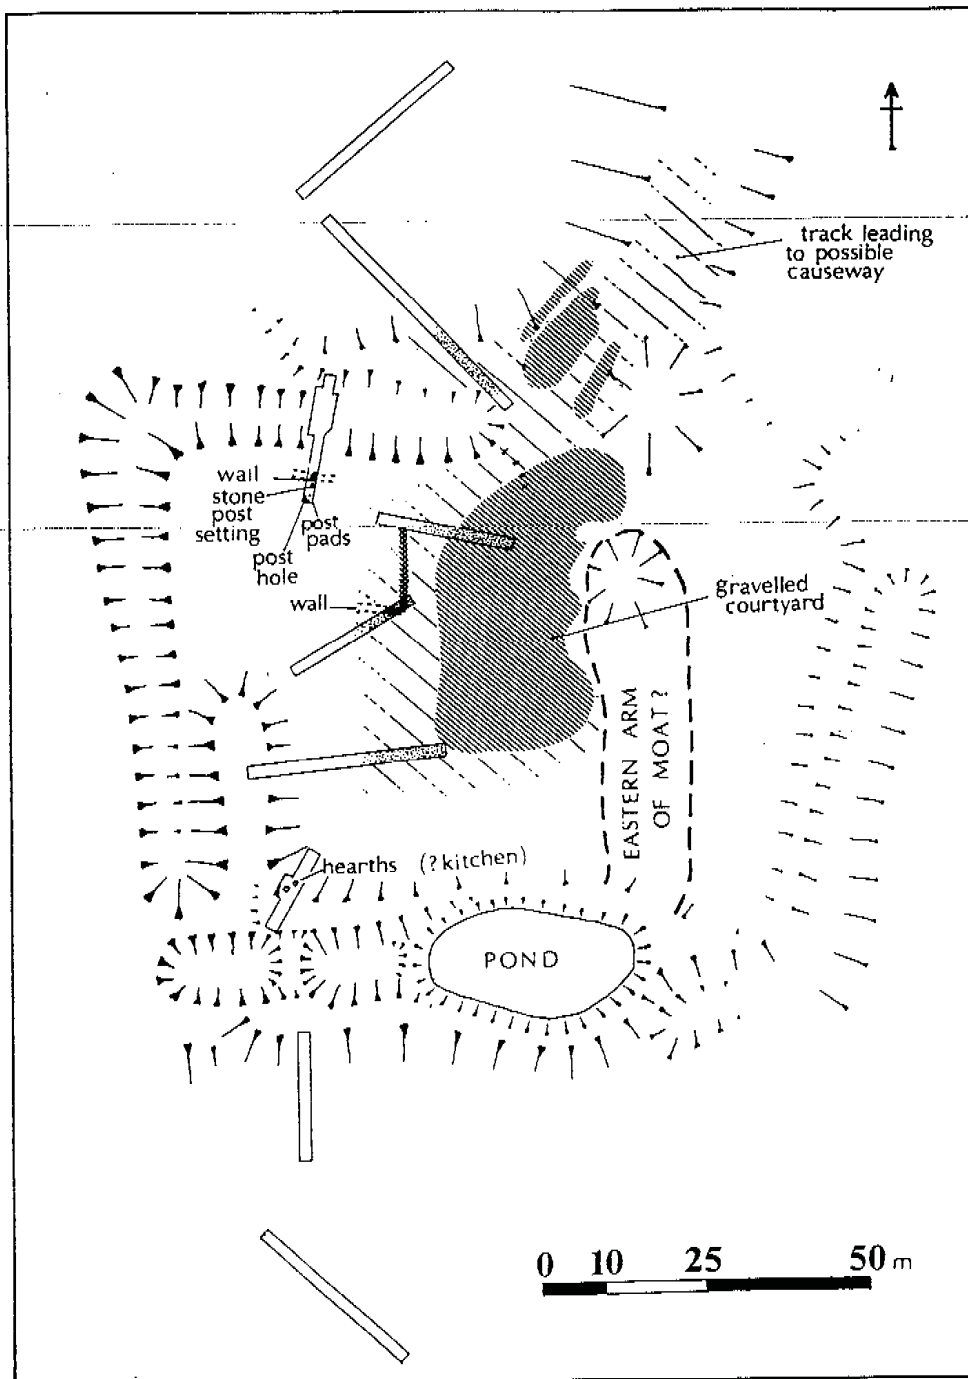 track leading
to possible
causeway
wall
stone
post
setting
post
pads
post
hole
wall
gravelled
courtyard
EASTERN ARM
OF MOAT?
hearths (?kitchen)
POND
0 10 25 50 m